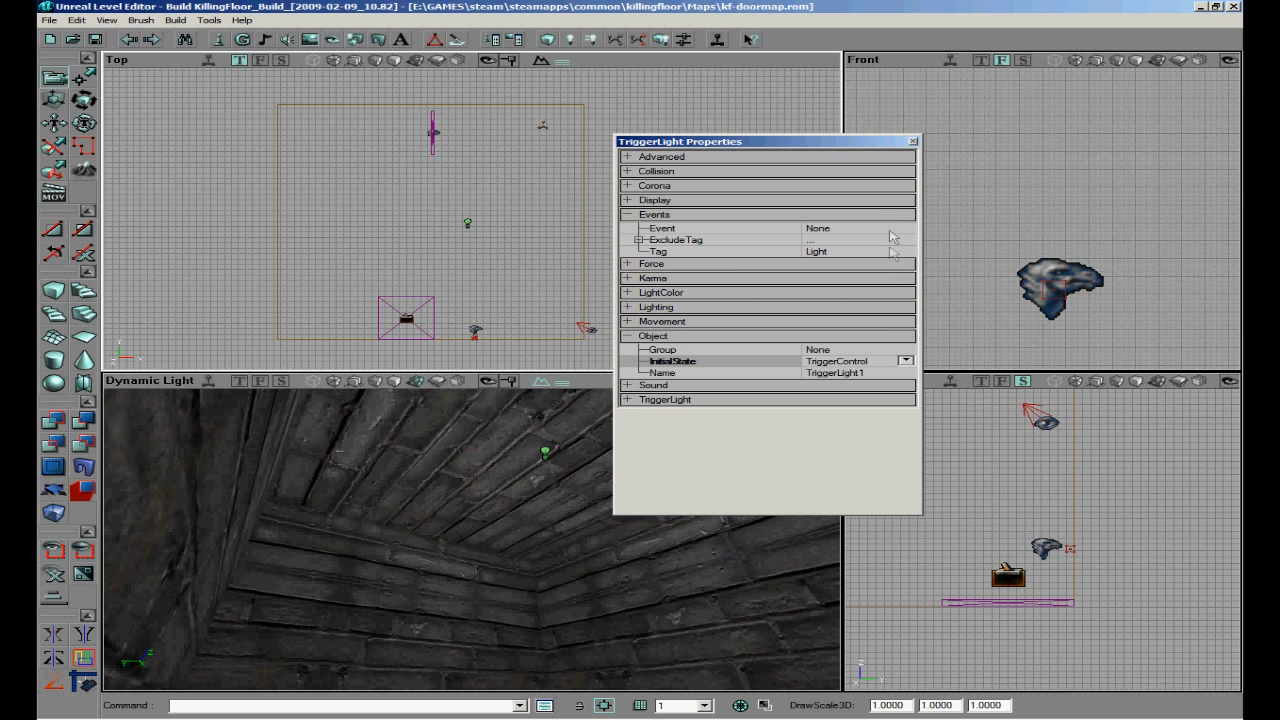 Unreal Level Editor - Build KillingFloor_Build_[2009-02-09_10.82] - [E:\GAMES\steam\steamapps\common\killingfloor\Maps\kf-doormap.rom]
File Edit View Brush Build Tools Help
Top
T F S
Front
T F S
TriggerLight Properties
Advanced
Collision
Corona
Display
Events
Event None
ExcludeTag ...
Tag Light
Force
Karma
LightColor
Lighting
Movement
Object
Group None
InitialState TriggerControl
Name TriggerLight1
Sound
TriggerLight
MOV
Dynamic Light
T F S
T F S
Command :
1
DrawScale3D: 1.0000 1.0000 1.0000